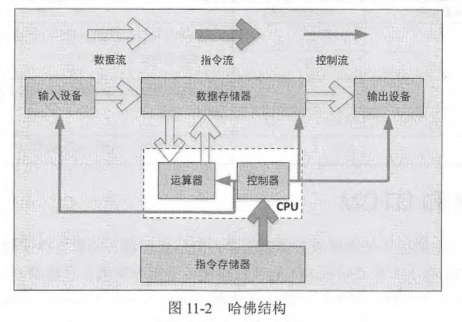 数据流 指令流 控制流
输入设备 数据存储器 输出设备
运算器 控制器
CPU
指令存储器
图 11-2 哈佛结构